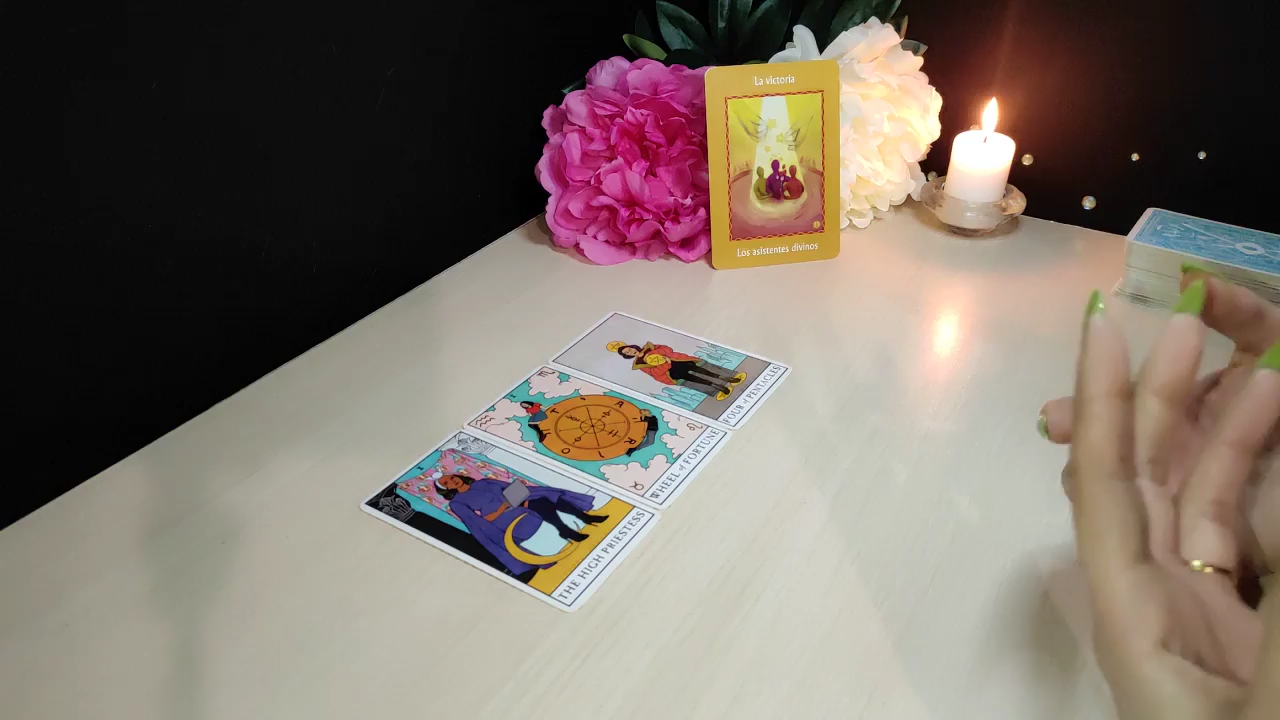 La victoria
Los asistentes divinos
FOUR of PENTACLES
WHEEL of FORTUNE
THE HIGH PRIESTESS